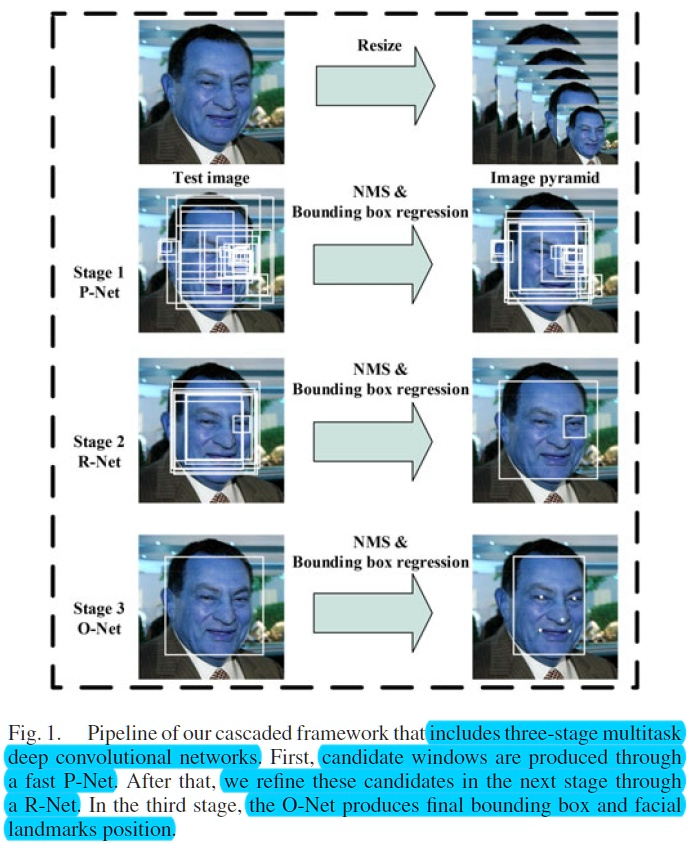 Resize
Test image
Image pyramid
NMS &
Bounding box regression
Stage 1
P-Net
NMS &
Bounding box regression
Stage 2
R-Net
NMS &
Bounding box regression
Stage 3
O-Net
Fig. 1. Pipeline of our cascaded framework that includes three-stage multitask
deep convolutional networks. First, candidate windows are produced through
a fast P-Net. After that, we refine these candidates in the next stage through
a R-Net. In the third stage, the O-Net produces final bounding box and facial
landmarks position.